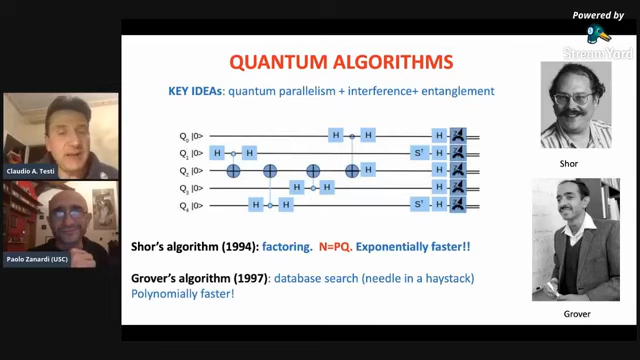 Powered by
StreamYard
QUANTUM ALGORITHMS
KEY IDEAS: quantum parallelism + interference+ entanglement
Claudio A. Testi
Paolo Zanardi (USC)
Q₀ |0> H H H
Q₁ |0> H H S† H
Q₂ |0> H H
Q₃ |0> H H H
Q₄ |0> H H S† H
Shor
Shor's algorithm (1994): factoring. N=PQ. Exponentially faster!!
Grover's algorithm (1997): database search (needle in a haystack)
Polynomially faster!
Grover